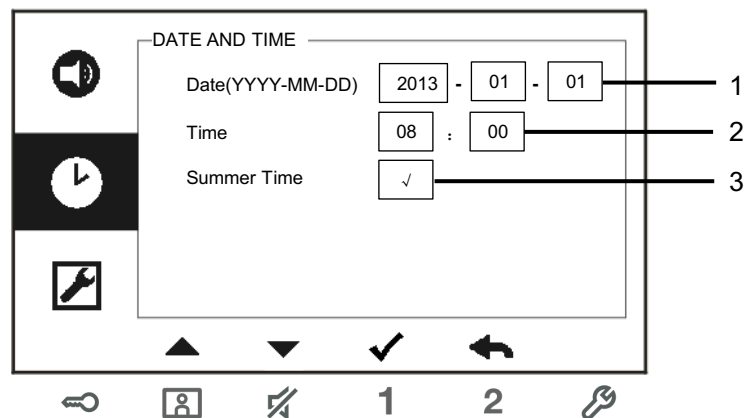 DATE AND TIME
Date(YYYY-MM-DD) 2013 - 01 - 01 1
Time 08 : 00 2
Summer Time √ 3
1 2